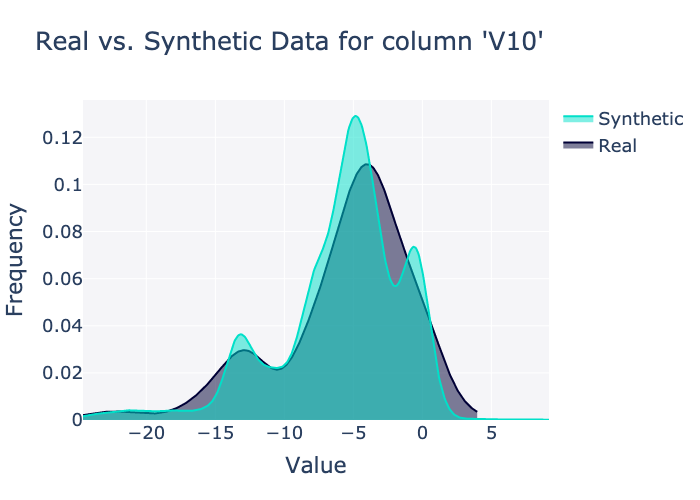 Real vs. Synthetic Data for column 'V10'
Synthetic
Real
0.12
0.1
0.08
0.06
0.04
0.02
0
Frequency
−20
−15
−10
−5
0
5
Value